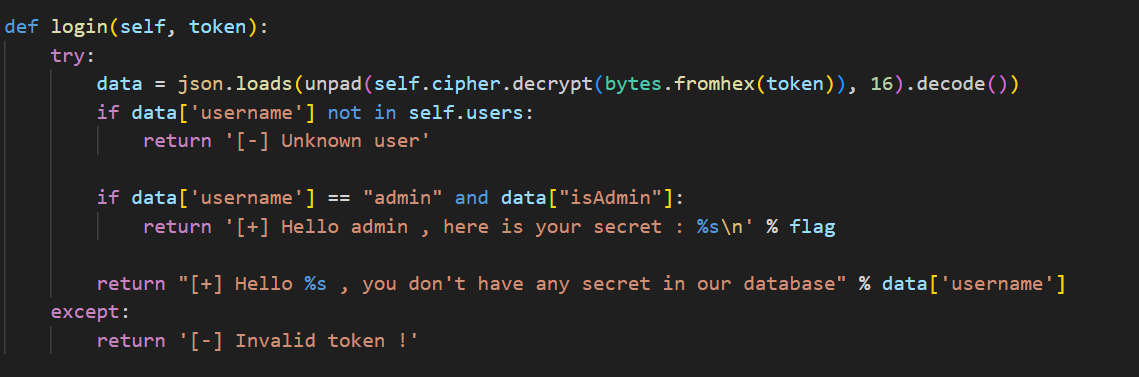 def login(self, token):
    try:
        data = json.loads(unpad(self.cipher.decrypt(bytes.fromhex(token)), 16).decode())
        if data['username'] not in self.users:
            return '[-] Unknown user'

        if data['username'] == "admin" and data["isAdmin"]:
            return '[+] Hello admin , here is your secret : %s\n' % flag

        return "[+] Hello %s , you don't have any secret in our database" % data['username']
    except:
        return '[-] Invalid token !'